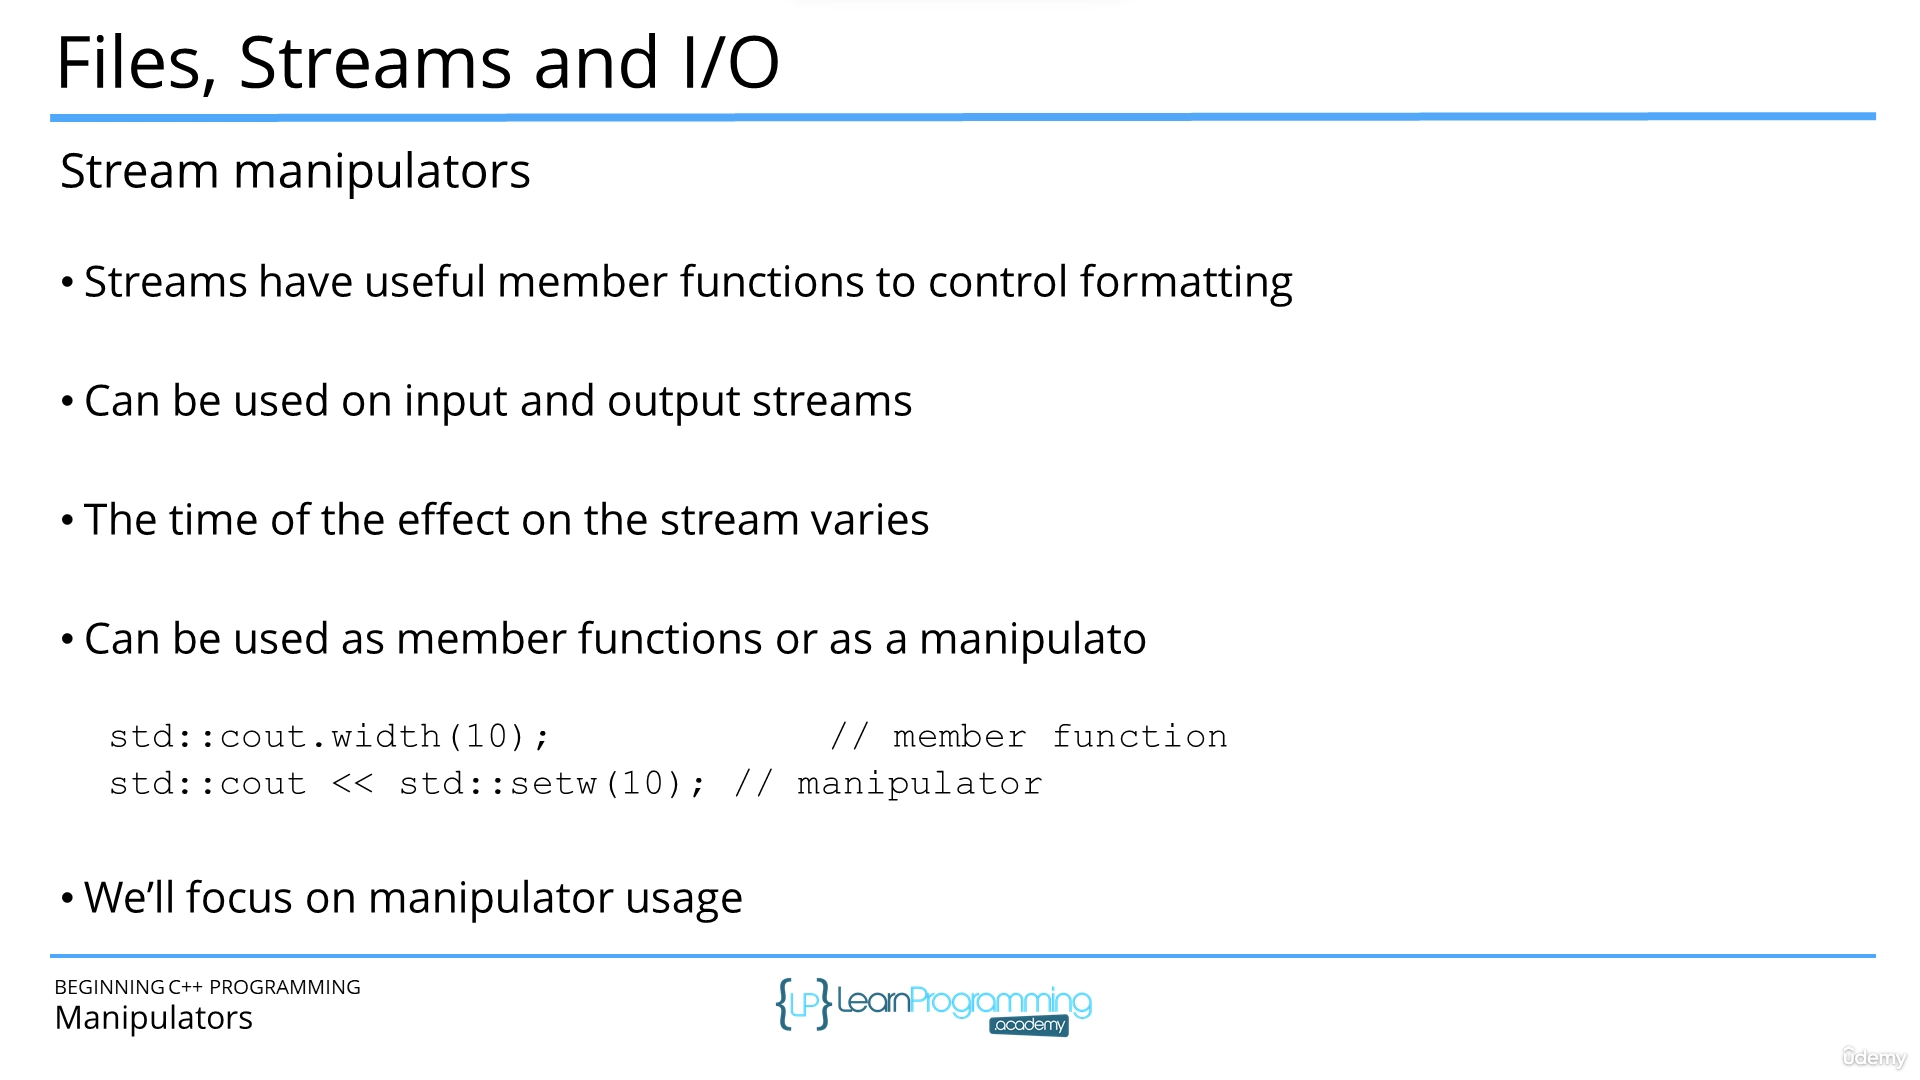 Files, Streams and I/O
Stream manipulators
• Streams have useful member functions to control formatting
• Can be used on input and output streams
• The time of the effect on the stream varies
• Can be used as member functions or as a manipulato
std::cout.width(10); // member function
std::cout << std::setw(10); // manipulator
• We’ll focus on manipulator usage
BEGINNING C++ PROGRAMMING
Manipulators
{LP} LearnProgramming
.academy
ûdemy